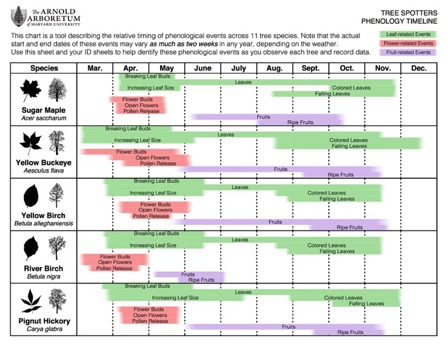 The ARNOLD
ARBORETUM
of HARVARD UNIVERSITY
TREE SPOTTERS
PHENOLOGY TIMELINE
This chart is a tool describing the relative timing of phenological events across 11 tree species. Note that the actual
start and end dates of these events may vary as much as two weeks in any year, depending on the weather.
Use this sheet and your ID sheets to help identify these phenological events as you observe each tree and record data.
Leaf-related Events
Flower-related Events
Fruit-related Events
Species Mar. Apr. May June July Aug. Sept. Oct. Nov. Dec.
Breaking Leaf Buds
Leaves
Increasing Leaf Size
Colored Leaves
Falling Leaves
Flower Buds
Open Flowers
Pollen Release
Fruits
Ripe Fruits
Sugar Maple
Acer saccharum
Breaking Leaf Buds
Leaves
Increasing Leaf Size
Colored Leaves
Falling Leaves
Flower Buds
Open Flowers
Pollen Release
Fruits
Ripe Fruits
Yellow Buckeye
Aesculus flava
Breaking Leaf Buds
Leaves
Increasing Leaf Size
Colored Leaves
Falling Leaves
Flower Buds
Open Flowers
Pollen Release
Fruits
Ripe Fruits
Yellow Birch
Betula alleghaniensis
Breaking Leaf Buds
Leaves
Increasing Leaf Size
Colored Leaves
Falling Leaves
Flower Buds
Open Flowers
Pollen Release
Fruits
Ripe Fruits
River Birch
Betula nigra
Breaking Leaf Buds
Leaves
Increasing Leaf Size
Colored Leaves
Falling Leaves
Flower Buds
Open Flowers
Pollen Release
Fruits
Ripe Fruits
Pignut Hickory
Carya glabra